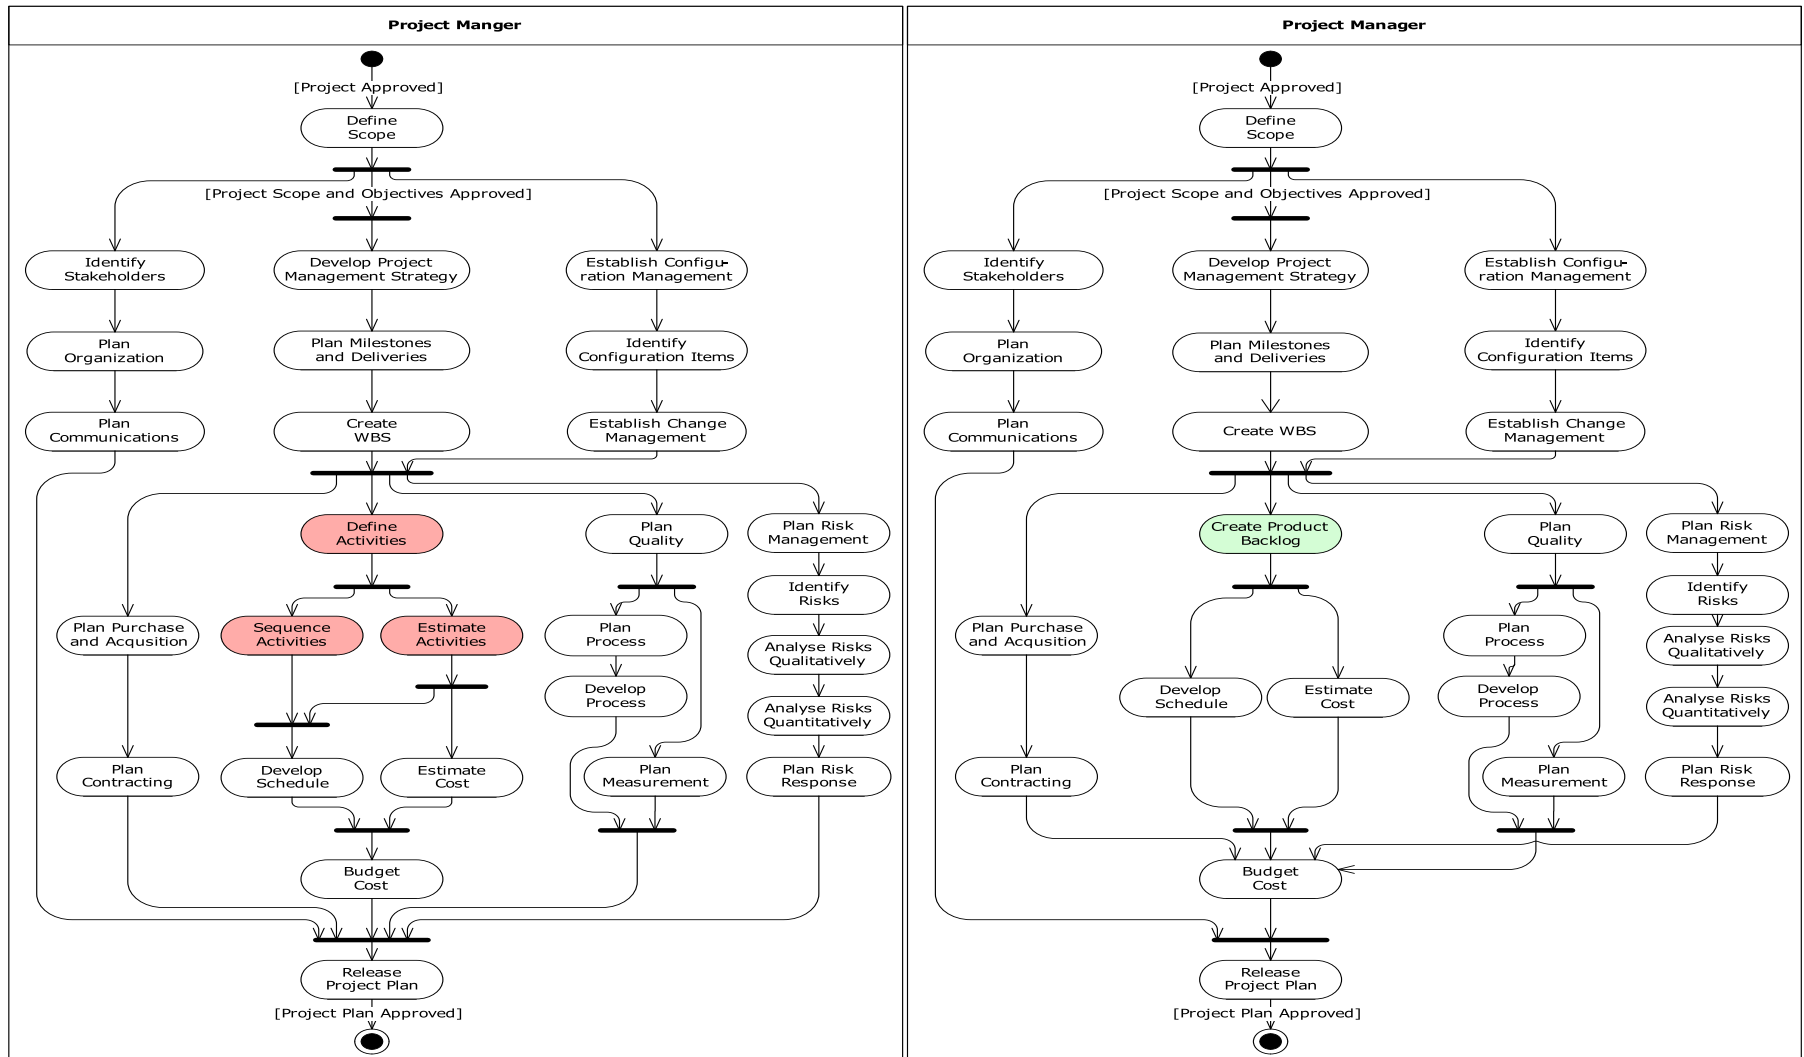 Project Manger
[Project Approved]
Define
Scope
[Project Scope and Objectives Approved]
Identify
Stakeholders
Develop Project
Management Strategy
Establish Configu-
ration Management
Plan
Organization
Plan Milestones
and Deliveries
Identify
Configuration Items
Plan
Communications
Create
WBS
Establish Change
Management
Define
Activities
Plan
Quality
Plan Risk
Management
Identify
Risks
Plan Purchase
and Acqusition
Sequence
Activities
Estimate
Activities
Plan
Process
Analyse Risks
Qualitatively
Develop
Process
Analyse Risks
Quantitatively
Plan
Contracting
Develop
Schedule
Estimate
Cost
Plan
Measurement
Plan Risk
Response
Budget
Cost
Release
Project Plan
[Project Plan Approved]
Project Manager
[Project Approved]
Define
Scope
[Project Scope and Objectives Approved]
Identify
Stakeholders
Develop Project
Management Strategy
Establish Configu-
ration Management
Plan
Organization
Plan Milestones
and Deliveries
Identify
Configuration Items
Plan
Communications
Create WBS
Establish Change
Management
Create Product
Backlog
Plan
Quality
Plan Risk
Management
Identify
Risks
Plan Purchase
and Acqusition
Plan
Process
Analyse Risks
Qualitatively
Develop
Schedule
Estimate
Cost
Develop
Process
Analyse Risks
Quantitatively
Plan
Contracting
Plan
Measurement
Plan Risk
Response
Budget
Cost
Release
Project Plan
[Project Plan Approved]